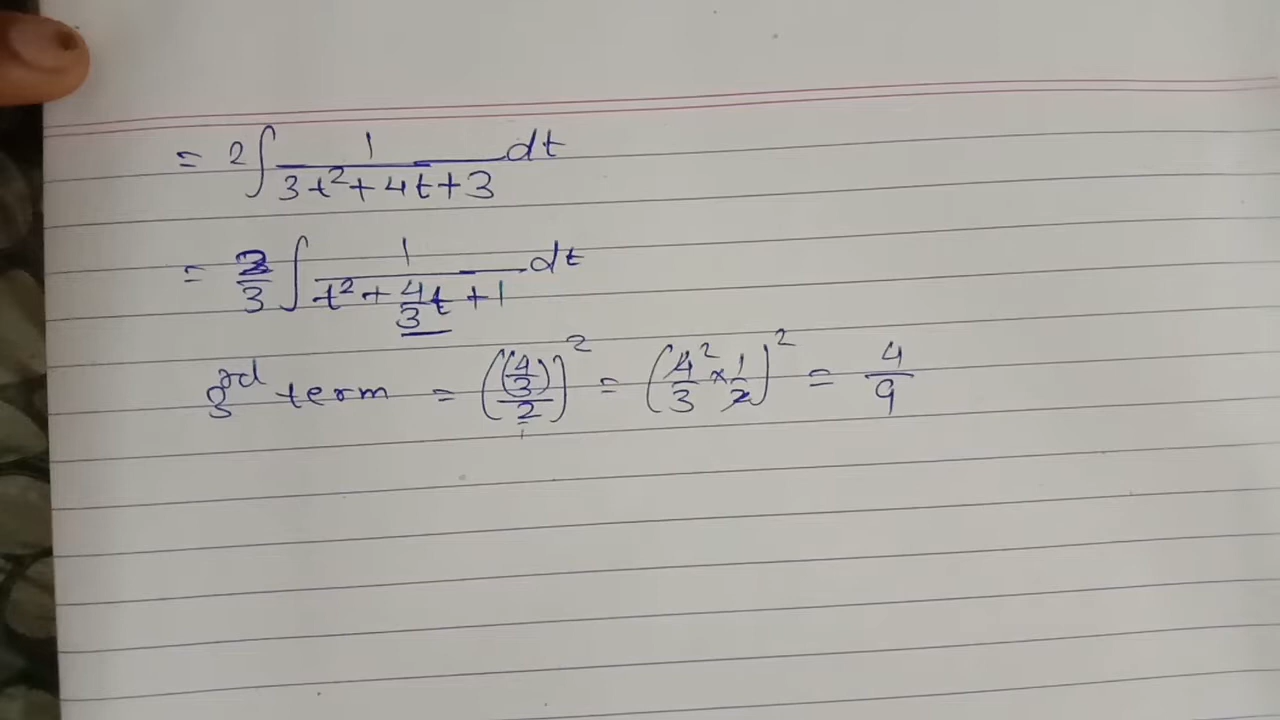 = 2∫ 1/(3t²+4t+3) dt
= 2/3 ∫ 1/(t² + 4/3 t + 1) dt
3rd term = ((4/3)/2)² = (4/3 × 1/2)² = 4/9